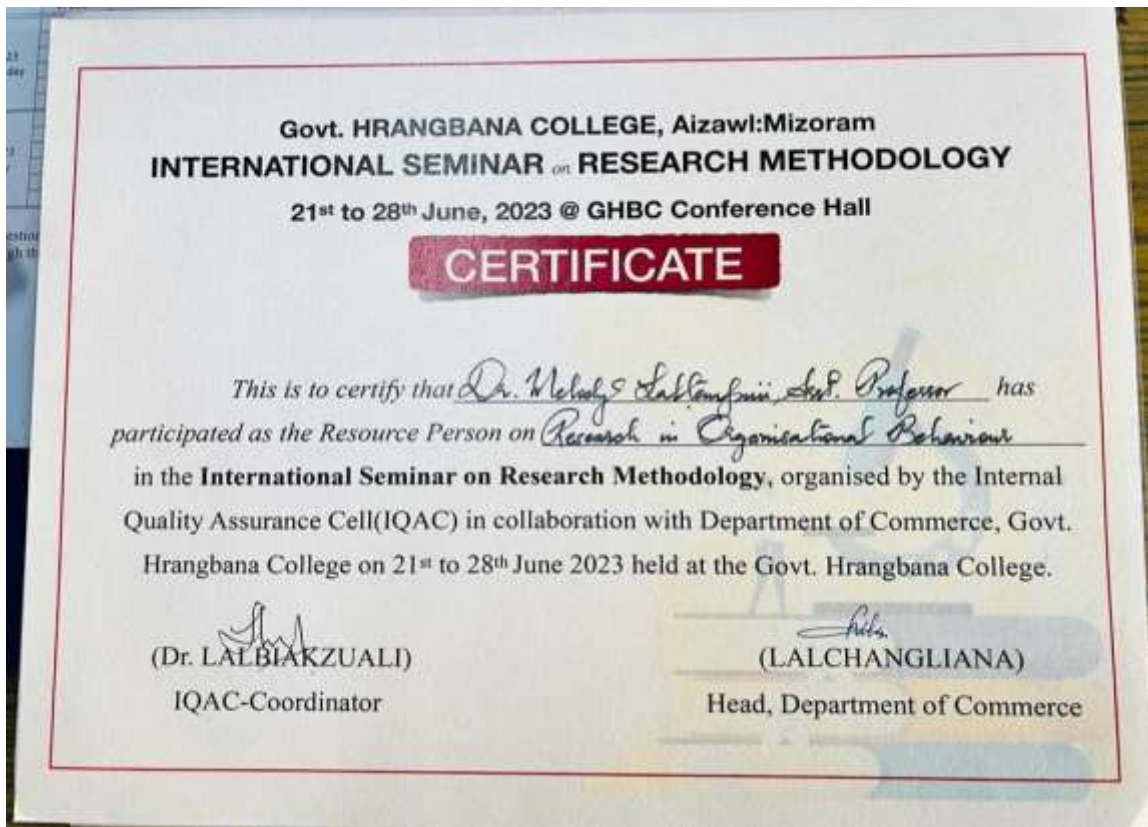 Govt. HRANGBANA COLLEGE, Aizawl:Mizoram
INTERNATIONAL SEMINAR on RESEARCH METHODOLOGY
21st to 28th June, 2023 @ GHBC Conference Hall
CERTIFICATE
This is to certify that Dr. Professor has
participated as the Resource Person on Research in Organisational Behaviour
in the International Seminar on Research Methodology, organised by the Internal
Quality Assurance Cell(IQAC) in collaboration with Department of Commerce, Govt.
Hrangbana College on 21st to 28th June 2023 held at the Govt. Hrangbana College.
(Dr. LALBIAKZUALI) (LALCHANGLIANA)
IQAC-Coordinator Head, Department of Commerce